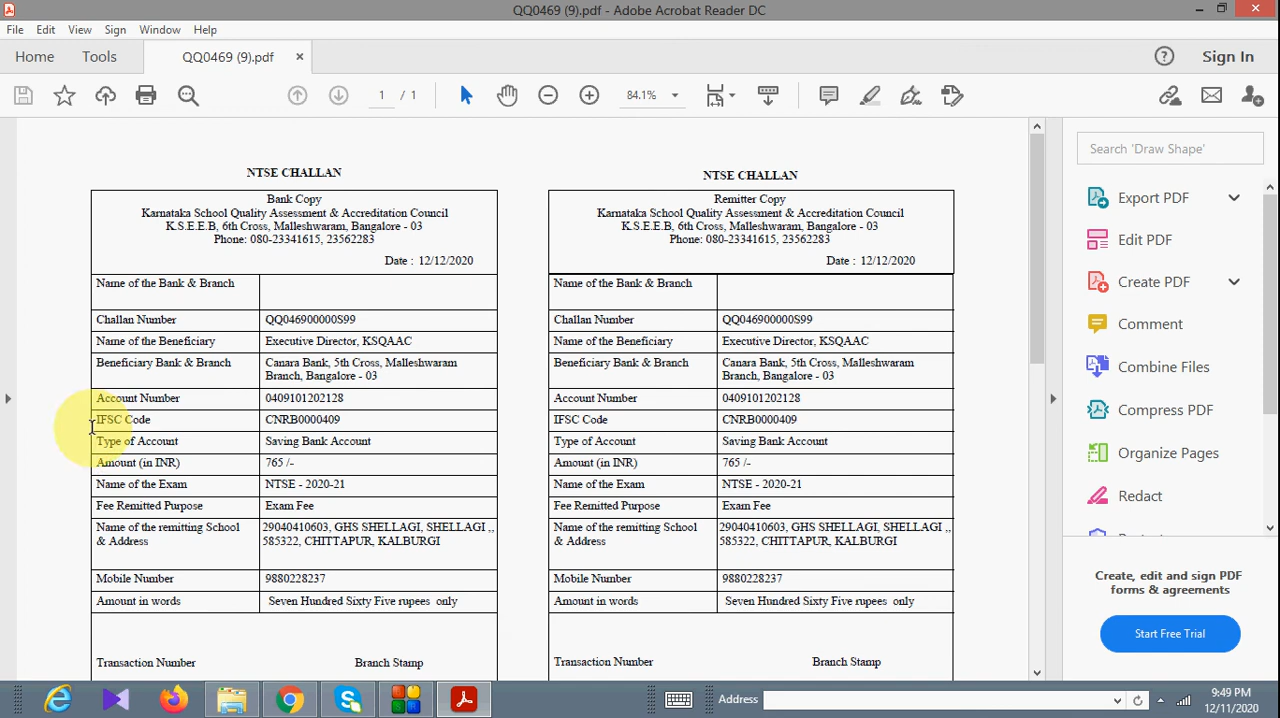 QQ0469 (9).pdf - Adobe Acrobat Reader DC
File Edit View Sign Window Help
Home Tools QQ0469 (9).pdf × Sign In
1 / 1 84.1%
NTSE CHALLAN
Bank Copy
Karnataka School Quality Assessment & Accreditation Council
K.S.E.E.B, 6th Cross, Malleshwaram, Bangalore - 03
Phone: 080-23341615, 23562283
Date : 12/12/2020
Name of the Bank & Branch
Challan Number QQ046900000S99
Name of the Beneficiary Executive Director, KSQAAC
Beneficiary Bank & Branch Canara Bank, 5th Cross, Malleshwaram
Branch, Bangalore - 03
Account Number 0409101202128
IFSC Code CNRB0000409
Type of Account Saving Bank Account
Amount (in INR) 765 /-
Name of the Exam NTSE - 2020-21
Fee Remitted Purpose Exam Fee
Name of the remitting School 29040410603, GHS SHELLAGI, SHELLAGI ,,
& Address 585322, CHITTAPUR, KALBURGI
Mobile Number 9880228237
Amount in words Seven Hundred Sixty Five rupees only
Transaction Number Branch Stamp
NTSE CHALLAN
Remitter Copy
Karnataka School Quality Assessment & Accreditation Council
K.S.E.E.B, 6th Cross, Malleshwaram, Bangalore - 03
Phone: 080-23341615, 23562283
Date : 12/12/2020
Name of the Bank & Branch
Challan Number QQ046900000S99
Name of the Beneficiary Executive Director, KSQAAC
Beneficiary Bank & Branch Canara Bank, 5th Cross, Malleshwaram
Branch, Bangalore - 03
Account Number 0409101202128
IFSC Code CNRB0000409
Type of Account Saving Bank Account
Amount (in INR) 765 /-
Name of the Exam NTSE - 2020-21
Fee Remitted Purpose Exam Fee
Name of the remitting School 29040410603, GHS SHELLAGI, SHELLAGI ,,
& Address 585322, CHITTAPUR, KALBURGI
Mobile Number 9880228237
Amount in words Seven Hundred Sixty Five rupees only
Transaction Number Branch Stamp
Search 'Draw Shape'
Export PDF
Edit PDF
Create PDF
Comment
Combine Files
Compress PDF
Organize Pages
Redact
Create, edit and sign PDF
forms & agreements
Start Free Trial
Address
9:49 PM
12/11/2020